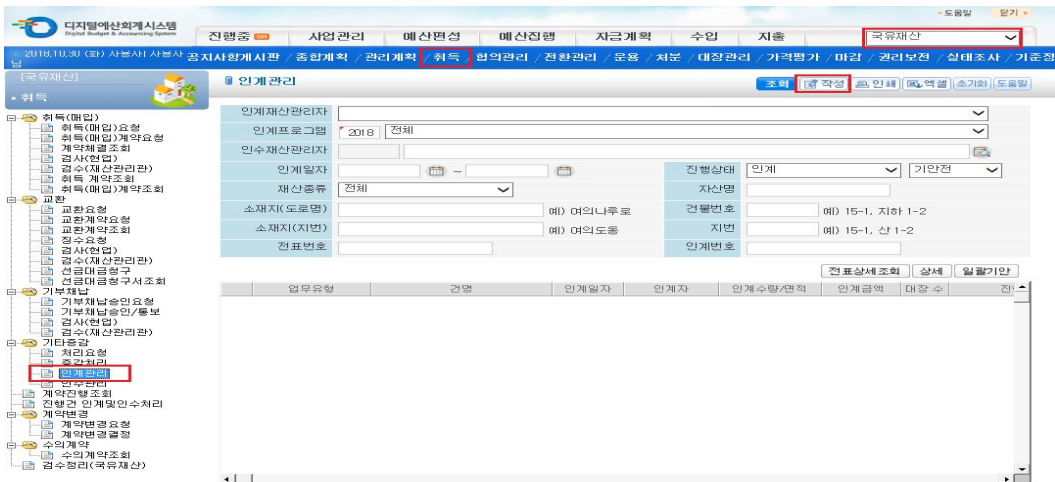 디지털예산회계시스템
Digital Budget & Accounting System
도움말 닫기
진행중 사업관리 예산편성 예산집행 자금계획 수입 지출 국유재산
2018.10.30 (화) 사용자1 사용자님
공지사항게시판 / 종합계획 / 관리계획 / 취득 / 협의관리 / 전환관리 / 운용 / 처분 / 대장관리 / 가격평가 / 마감 / 권리보전 / 실태조사 / 기준정
[국유재산]
취득
인계관리
조회 작성 인쇄 엑셀 초기화 도움말
취득(매입)
취득(매입)요청
취득(매입)계약요청
계약체결조회
검사(현업)
검수(재산관리관)
취득 계약조회
취득(매입)계약조회
교환
교환요청
교환계약요청
교환계약조회
징수요청
검사(현업)
검수(재산관리관)
선금대금청구
선금대금청구서조회
기부채납
기부채납승인요청
기부채납승인/통보
검사(현업)
검수(재산관리관)
기타증감
처리요청
증감처리
인계관리
인수관리
계약진행조회
진행건 인계및인수처리
계약변경
계약변경요청
계약변경결정
수의계약
수의계약조회
검수정리(국유재산)
인계재산관리자
인계프로그램 2018 전체
인수재산관리자
인계일자 ~ 진행상태 인계 기안전
재산종류 전체 자산명
소재지(도로명) 예) 여의나루로 건물번호 예) 15-1, 지하 1-2
소재지(지번) 예) 여의도동 지번 예) 15-1, 산 1-2
전표번호 인계번호
전표상세조회 상세 일괄기안
업무유형 건명 인계일자 인계자 인계수량/면적 인계금액 대장 수